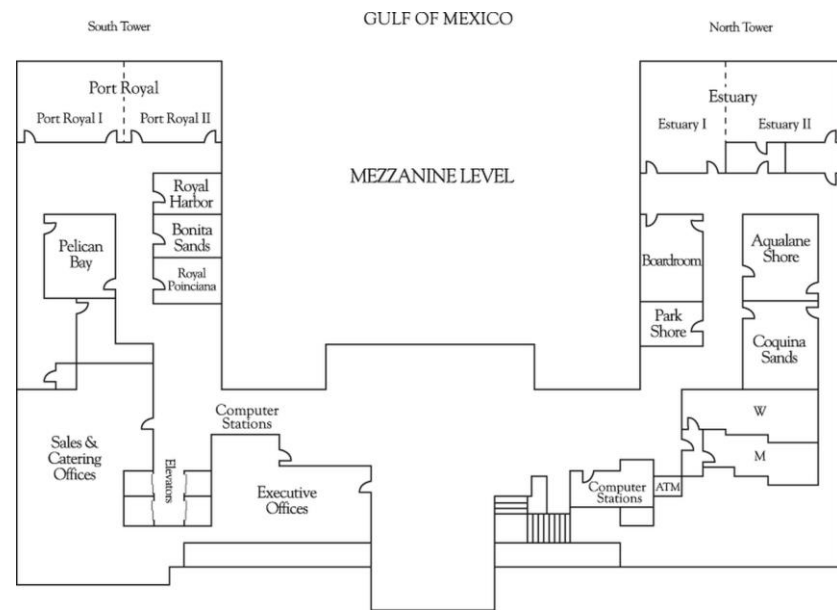 GULF OF MEXICO
South Tower
North Tower
Port Royal
Port Royal I
Port Royal II
Estuary
Estuary I
Estuary II
MEZZANINE LEVEL
Royal
Harbor
Bonita
Sands
Royal
Poinciana
Pelican
Bay
Boardroom
Aqualane
Shore
Park
Shore
Coquina
Sands
Computer
Stations
W
M
Sales &
Catering
Offices
Elevators
Executive
Offices
Computer
Stations
ATM